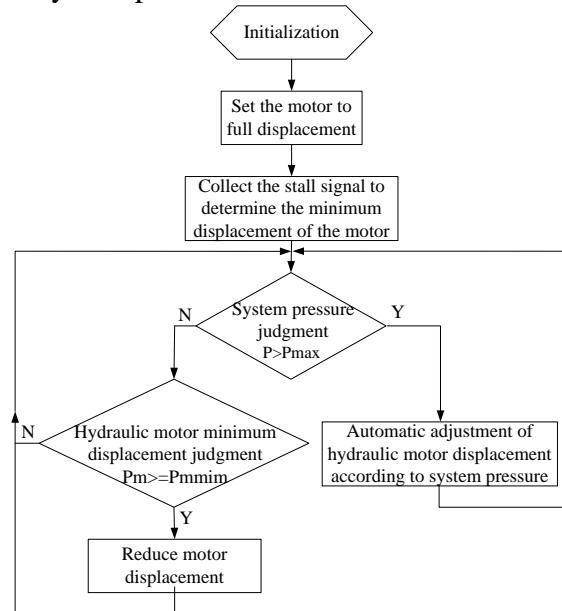 Initialization
Set the motor to
full displacement
Collect the stall signal to
determine the minimum
displacement of the motor
System pressure
judgment
P>Pmax
N
Y
Hydraulic motor minimum
displacement judgment
Pm>=Pmmim
N
Y
Automatic adjustment of
hydraulic motor displacement
according to system pressure
Reduce motor
displacement